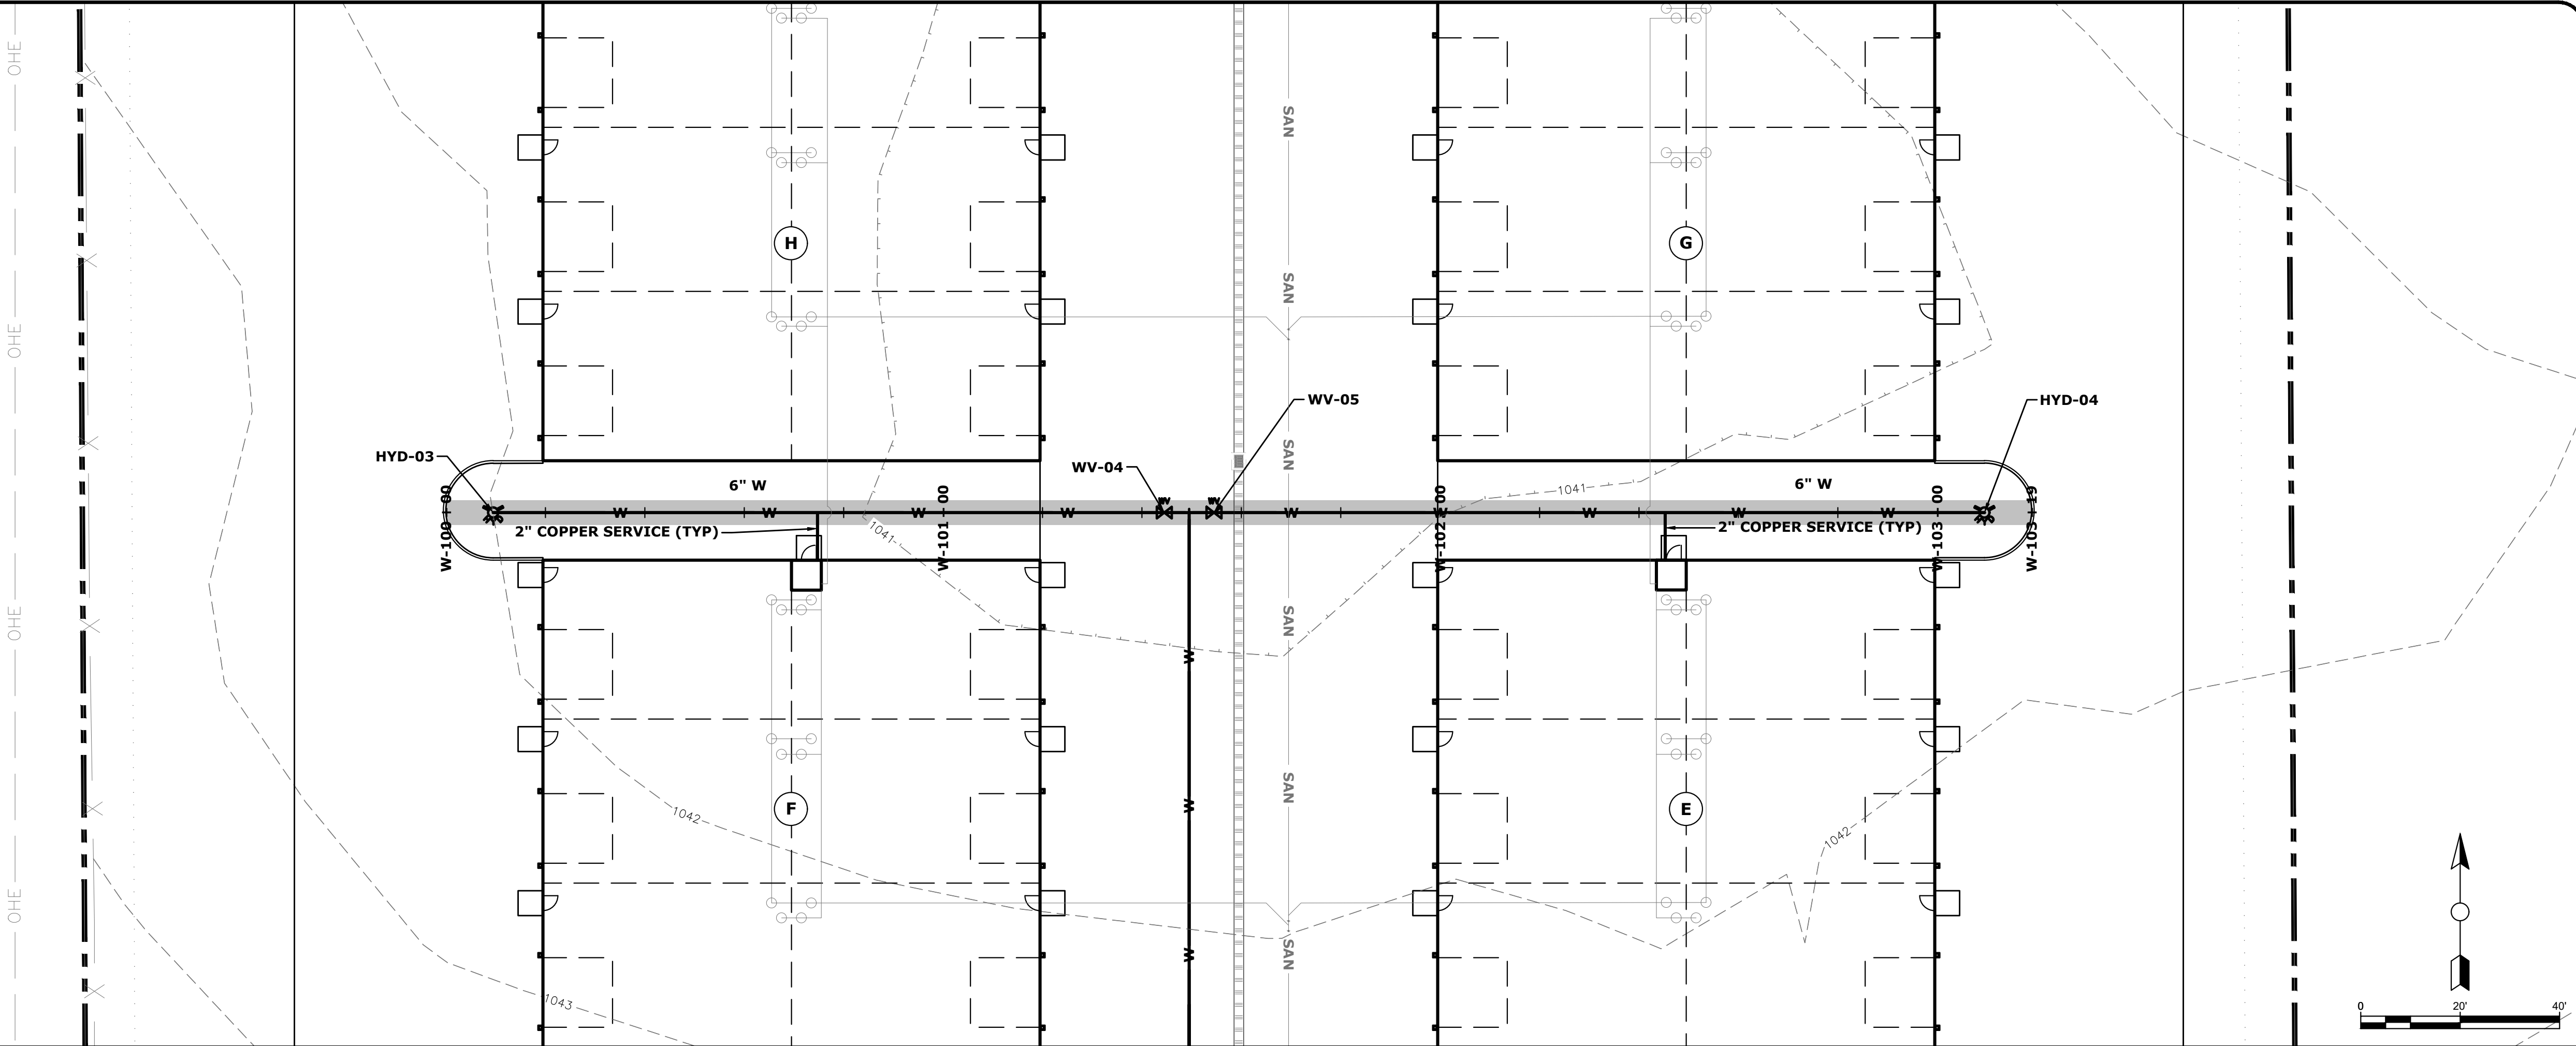 OHE
SAN
H
G
OHE
SAN
WV-05
HYD-04
HYD-03
WV-04
SAN
6" W
6" W
1041
W-100+00
W-101+00
W-102+00
W-103+00
W-103+19
W W W W W W W W W
W W
2" COPPER SERVICE (TYP)
2" COPPER SERVICE (TYP)
1041
OHE
SAN
W
SAN
W
F
E
1042
1042
OHE
SAN
W
1043
0 20' 40'